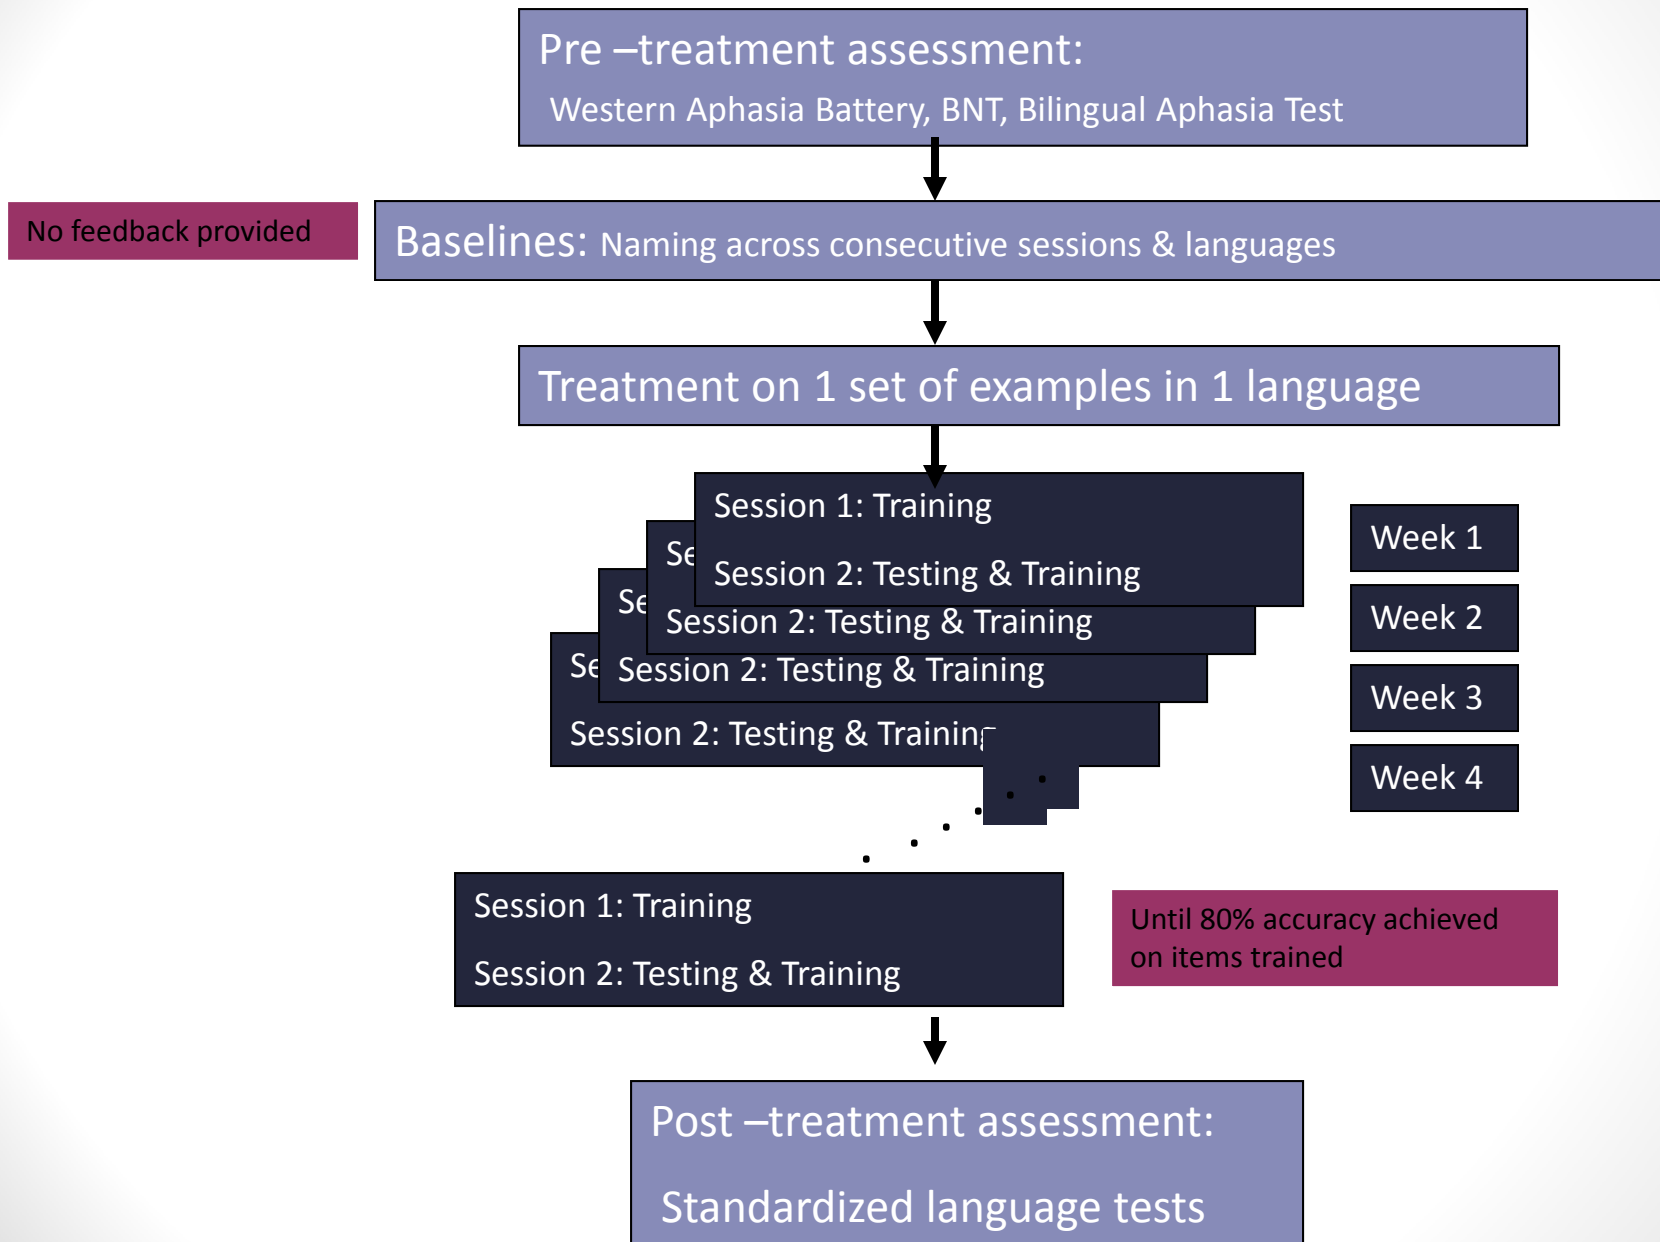 Pre –treatment assessment:
Western Aphasia Battery, BNT, Bilingual Aphasia Test
No feedback provided
Baselines: Naming across consecutive sessions & languages
Treatment on 1 set of examples in 1 language
Session 1: Training
Session 2: Testing & Training
Se
Session 2: Testing & Training
Se
Session 2: Testing & Training
Se
Session 2: Testing & Training
Week 1
Week 2
Week 3
Week 4
Session 1: Training
Session 2: Testing & Training
Until 80% accuracy achieved
on items trained
Post –treatment assessment:
Standardized language tests